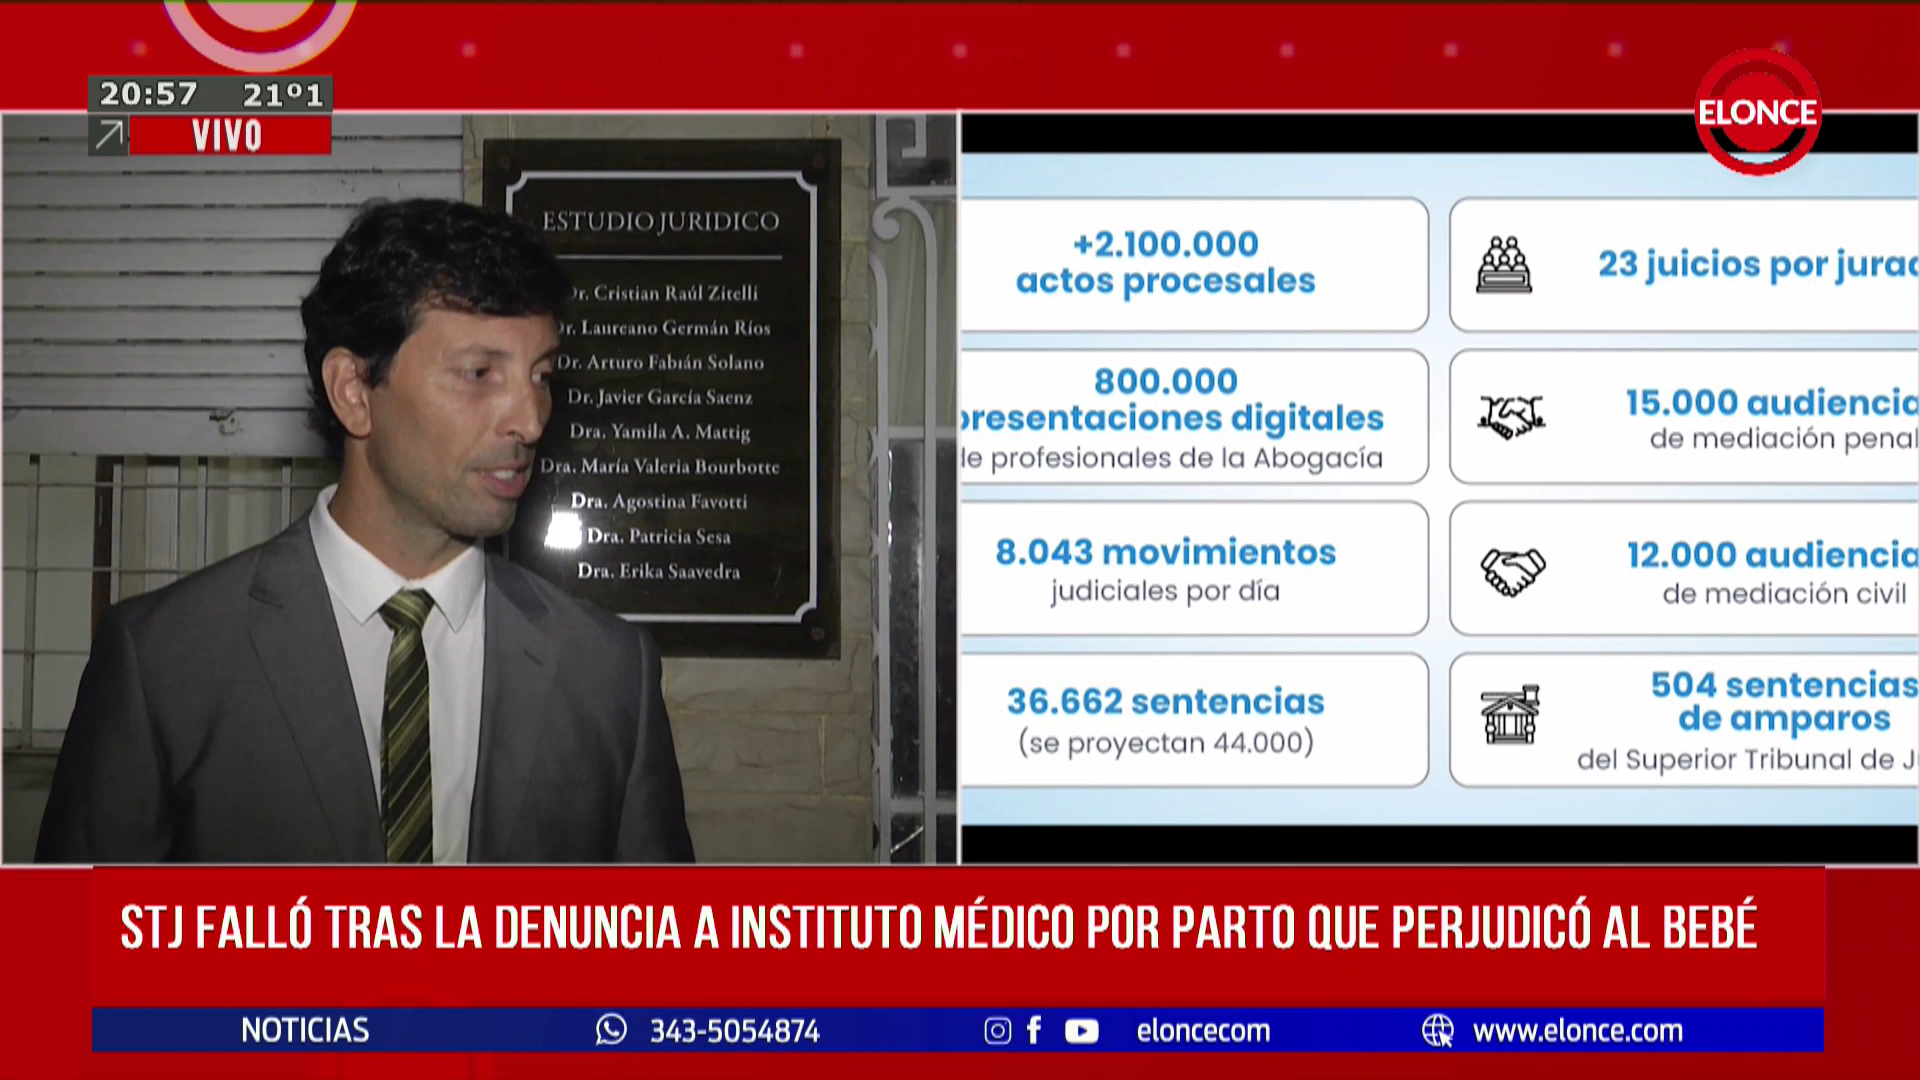 20:57 21º1
VIVO
ELONCE
ESTUDIO JURIDICO
Dr. Cristian Raúl Zitelli
Dr. Laureano Germán Ríos
Dr. Arturo Fabián Solano
Dr. Javier García Saenz
Dra. Yamila A. Mattig
Dra. María Valeria Bourbotte
Dra. Agostina Favotti
Dra. Patricia Sesa
Dra. Erika Saavedra
+2.100.000
actos procesales
800.000
presentaciones digitales
de profesionales de la Abogacía
8.043 movimientos
judiciales por día
36.662 sentencias
(se proyectan 44.000)
23 juicios por
15.000
de mediación penal
12.000
de mediación civil
504 sentencias
de amparos
del Superior Tribunal de
STJ FALLÓ TRAS LA DENUNCIA A INSTITUTO MÉDICO POR PARTO QUE PERJUDICÓ AL BEBÉ
NOTICIAS 343-5054874 eloncecom www.elonce.com